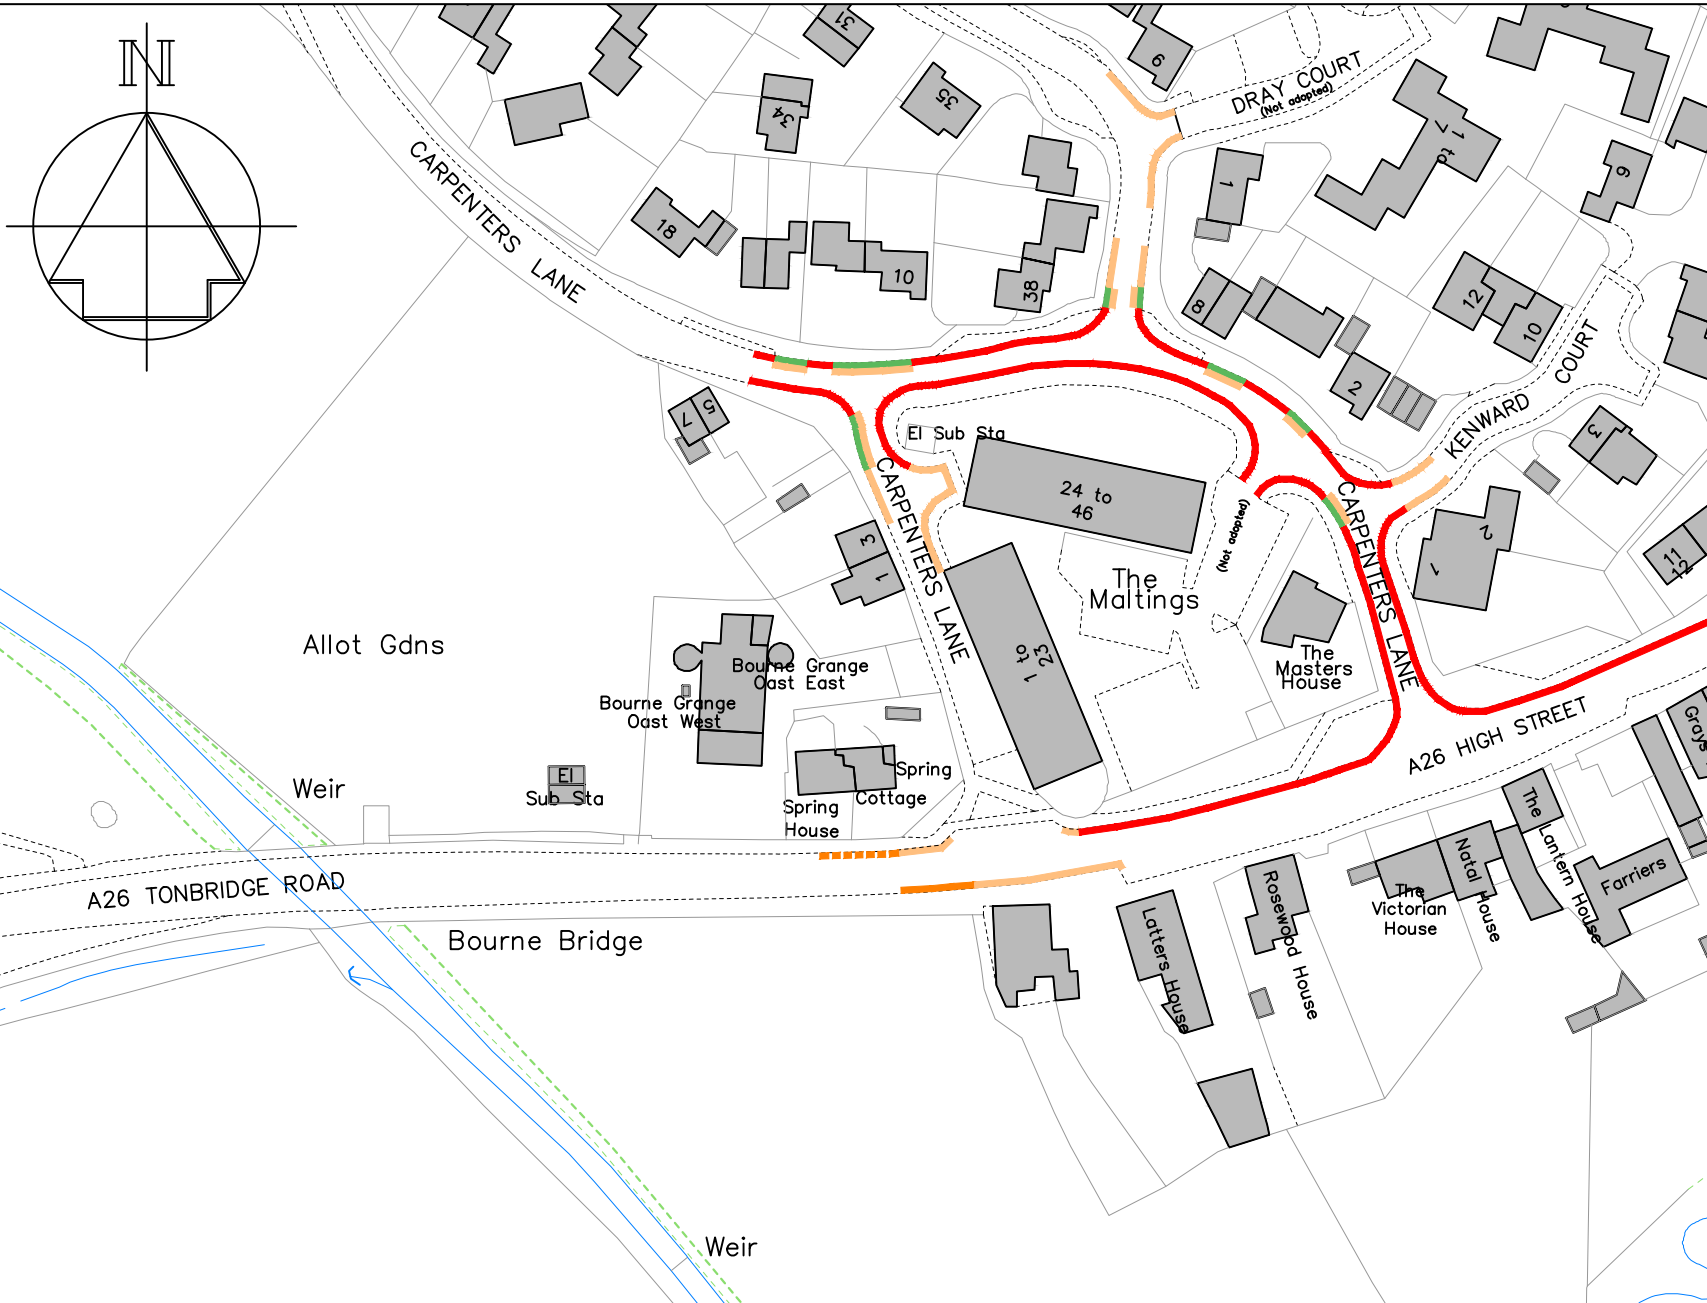 N
31
9
DRAY COURT
(Not adopted)
34
35
1 to
7
CARPENTERS LANE
1
6
18
10
38
8
12
10
2
COURT
KENWARD
5
7
El Sub Sta
3
24 to
46
CARPENTERS LANE
(Not adopted)
CARPENTERS LANE
2
1
11
12
3
1
The
Maltings
1 to
23
Allot Gdns
Bourne Grange
Oast East
Bourne Grange
Oast West
The
Masters
House
A26 HIGH STREET
Grays
El
Sub Sta
Weir
Spring
Cottage
Spring
House
The Lantern House
Natal House
Farriers
The
Victorian
House
Rosewood House
Latters House
A26 TONBRIDGE ROAD
Bourne Bridge
Weir